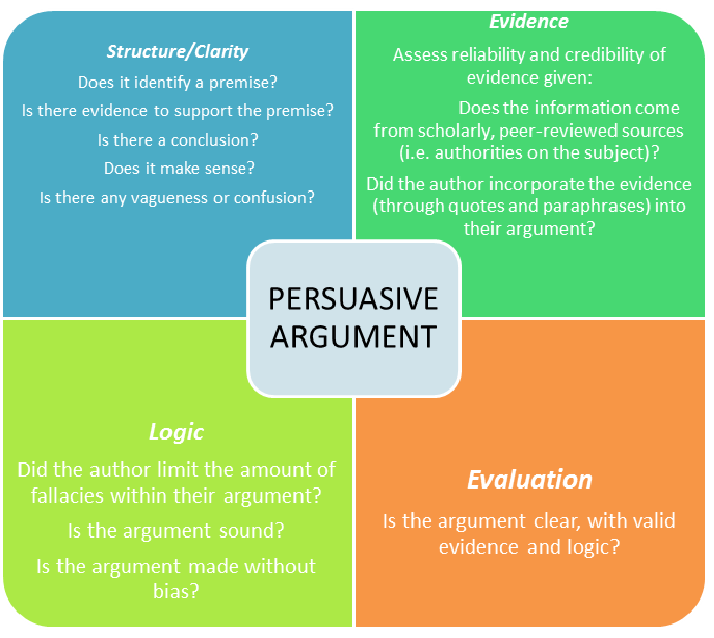 Structure/Clarity
Does it identify a premise?
Is there evidence to support the premise?
Is there a conclusion?
Does it make sense?
Is there any vagueness or confusion?
Evidence
Assess reliability and credibility of
evidence given:
Does the information come
from scholarly, peer-reviewed sources
(i.e. authorities on the subject)?
Did the author incorporate the evidence
(through quotes and paraphrases) into
their argument?
PERSUASIVE
ARGUMENT
Logic
Did the author limit the amount of
fallacies within their argument?
Is the argument sound?
Is the argument made without
bias?
Evaluation
Is the argument clear, with valid
evidence and logic?